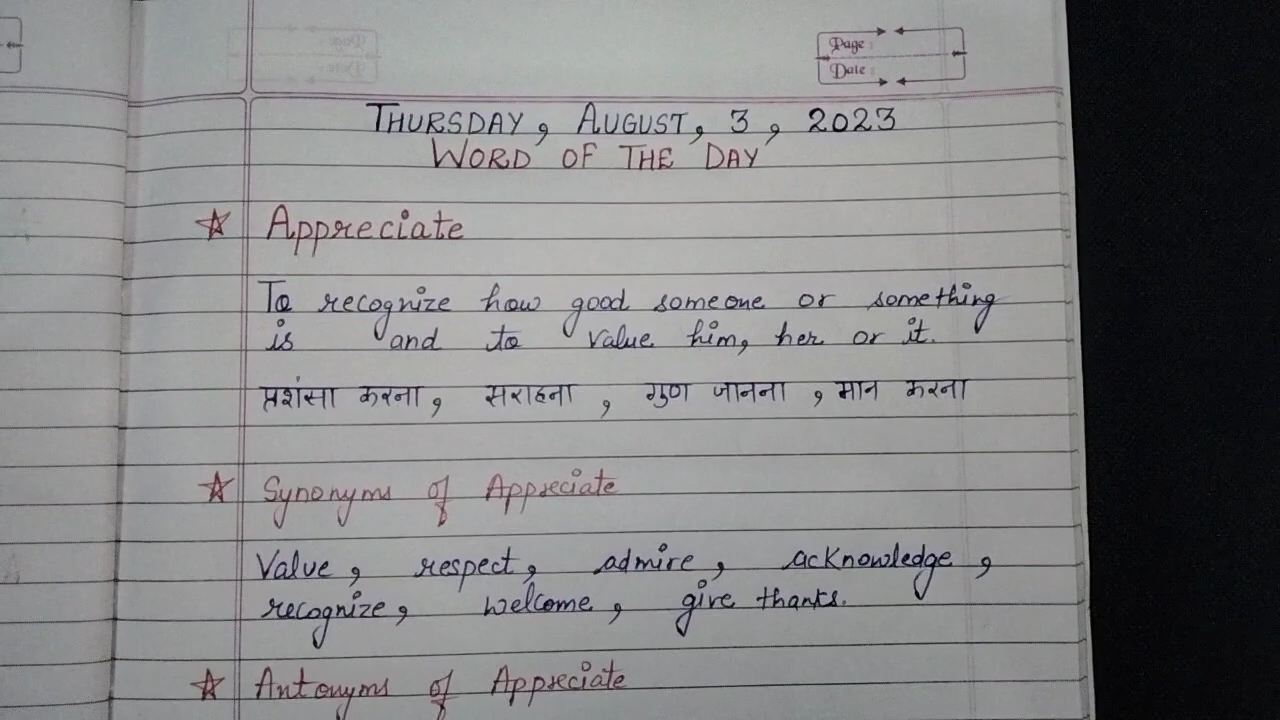 Page :
Date :
THURSDAY, AUGUST, 3, 2023
WORD OF THE DAY
☆ Appreciate
To recognize how good someone or something
is and to value him, her or it.
प्रशंसा करना, सराहना, गुण जानना, मान करना
☆ Synonyms of Appreciate
Value, respect, admire, acknowledge,
recognize, welcome, give thanks.
☆ Antonyms of Appreciate